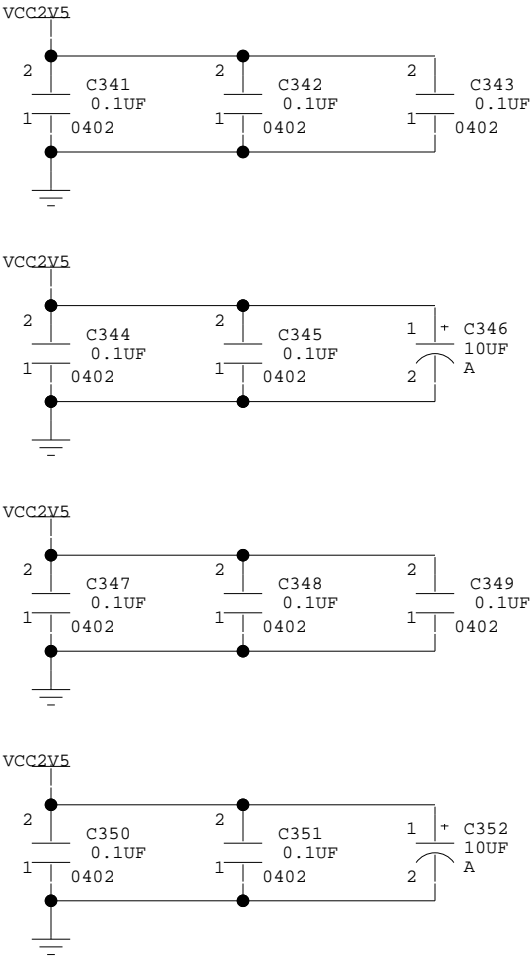 VCC2V5
2 C341 2 C342 2 C343
0.1UF 0.1UF 0.1UF
1 0402 1 0402 1 0402
VCC2V5
2 C344 2 C345 1 + C346
0.1UF 0.1UF 10UF
1 0402 1 0402 2 A
VCC2V5
2 C347 2 C348 2 C349
0.1UF 0.1UF 0.1UF
1 0402 1 0402 1 0402
VCC2V5
2 C350 2 C351 1 + C352
0.1UF 0.1UF 10UF
1 0402 1 0402 2 A